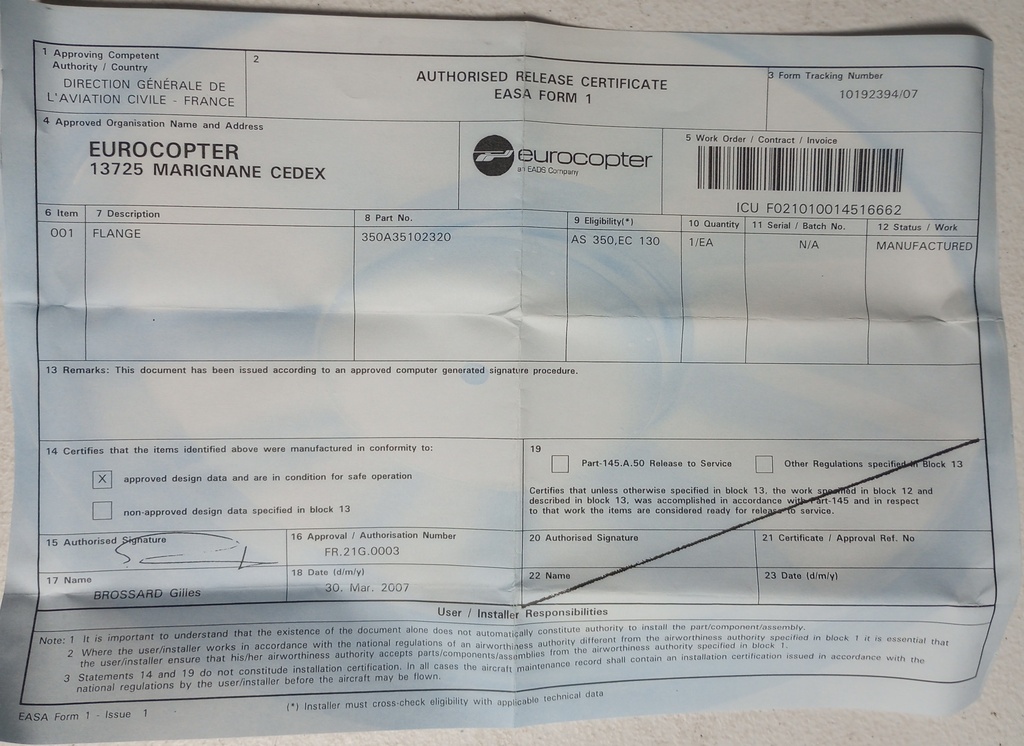 1 Approving Competent
Authority / Country
DIRECTION GÉNÉRALE DE
L'AVIATION CIVILE - FRANCE
2
AUTHORISED RELEASE CERTIFICATE
EASA FORM 1
3 Form Tracking Number
10192394/07
4 Approved Organisation Name and Address
EUROCOPTER
13725 MARIGNANE CEDEX
eurocopter
an EADS Company
5 Work Order / Contract / Invoice
ICU F021010014516662
6 Item 7 Description 8 Part No. 9 Eligibility(*) 10 Quantity 11 Serial / Batch No. 12 Status / Work
001 FLANGE 350A35102320 AS 350,EC 130 1/EA N/A MANUFACTURED
13 Remarks: This document has been issued according to an approved computer generated signature procedure.
14 Certifies that the items identified above were manufactured in conformity to:
X approved design data and are in condition for safe operation
non-approved design data specified in block 13
19
Part-145.A.50 Release to Service Other Regulations specified in Block 13
Certifies that unless otherwise specified in block 13, the work specified in block 12 and
described in block 13, was accomplished in accordance with Part-145 and in respect
to that work the items are considered ready for release to service.
15 Authorised Signature
16 Approval / Authorisation Number
FR.21G.0003
20 Authorised Signature
21 Certificate / Approval Ref. No
17 Name
BROSSARD Gilles
18 Date (d/m/y)
30. Mar. 2007
22 Name
23 Date (d/m/y)
User / Installer Responsibilities
Note: 1 It is important to understand that the existence of the document alone does not automatically constitute authority to install the part/component/assembly.
2 Where the user/installer works in accordance with the national regulations of an airworthiness authority different from the airworthiness authority specified in block 1 it is essential that
the user/installer ensure that his/her airworthiness authority accepts parts/components/assemblies from the airworthiness authority specified in block 1.
3 Statements 14 and 19 do not constitute installation certification. In all cases the aircraft maintenance record shall contain an installation certification issued in accordance with the
national regulations by the user/installer before the aircraft may be flown.
(*) Installer must cross-check eligibility with applicable technical data
EASA Form 1 - Issue 1